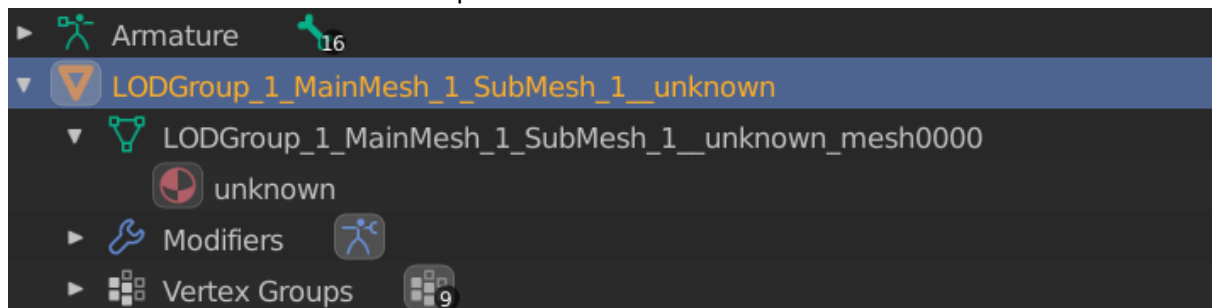 Armature 16
LODGroup_1_MainMesh_1_SubMesh_1__unknown
LODGroup_1_MainMesh_1_SubMesh_1__unknown_mesh0000
unknown
Modifiers
Vertex Groups 9